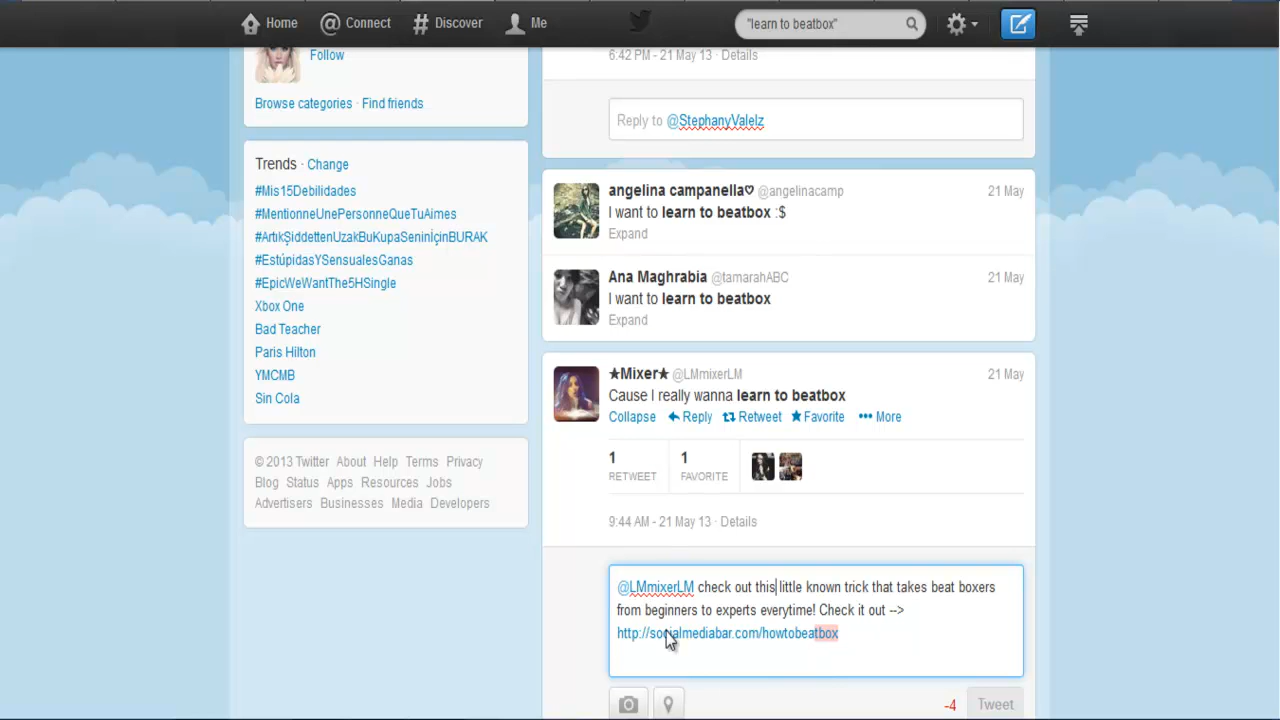 Home @ Connect # Discover Me "learn to beatbox"
Follow
Browse categories · Find friends
Trends · Change
#Mis15Debilidades
#MentionneUnePersonneQueTuAimes
#ArtıkŞiddettenUzakBuKupaSeninİçinBURAK
#EstúpidasYSensualesGanas
#EpicWeWantThe5HSingle
Xbox One
Bad Teacher
Paris Hilton
YMCMB
Sin Cola
© 2013 Twitter About Help Terms Privacy
Blog Status Apps Resources Jobs
Advertisers Businesses Media Developers
6:42 PM - 21 May 13 · Details
Reply to @StephanyValelz
angelina campanella♡ @angelinacamp 21 May
I want to learn to beatbox :$
Expand
Ana Maghrabia @tamarahABC 21 May
I want to learn to beatbox
Expand
★Mixer★ @LMmixerLM 21 May
Cause I really wanna learn to beatbox
Collapse Reply Retweet Favorite ••• More
1 1
RETWEET FAVORITE
9:44 AM - 21 May 13 · Details
@LMmixerLM check out this little known trick that takes beat boxers
from beginners to experts everytime! Check it out -->
http://socialmediabar.com/howtobeatbox
-4 Tweet